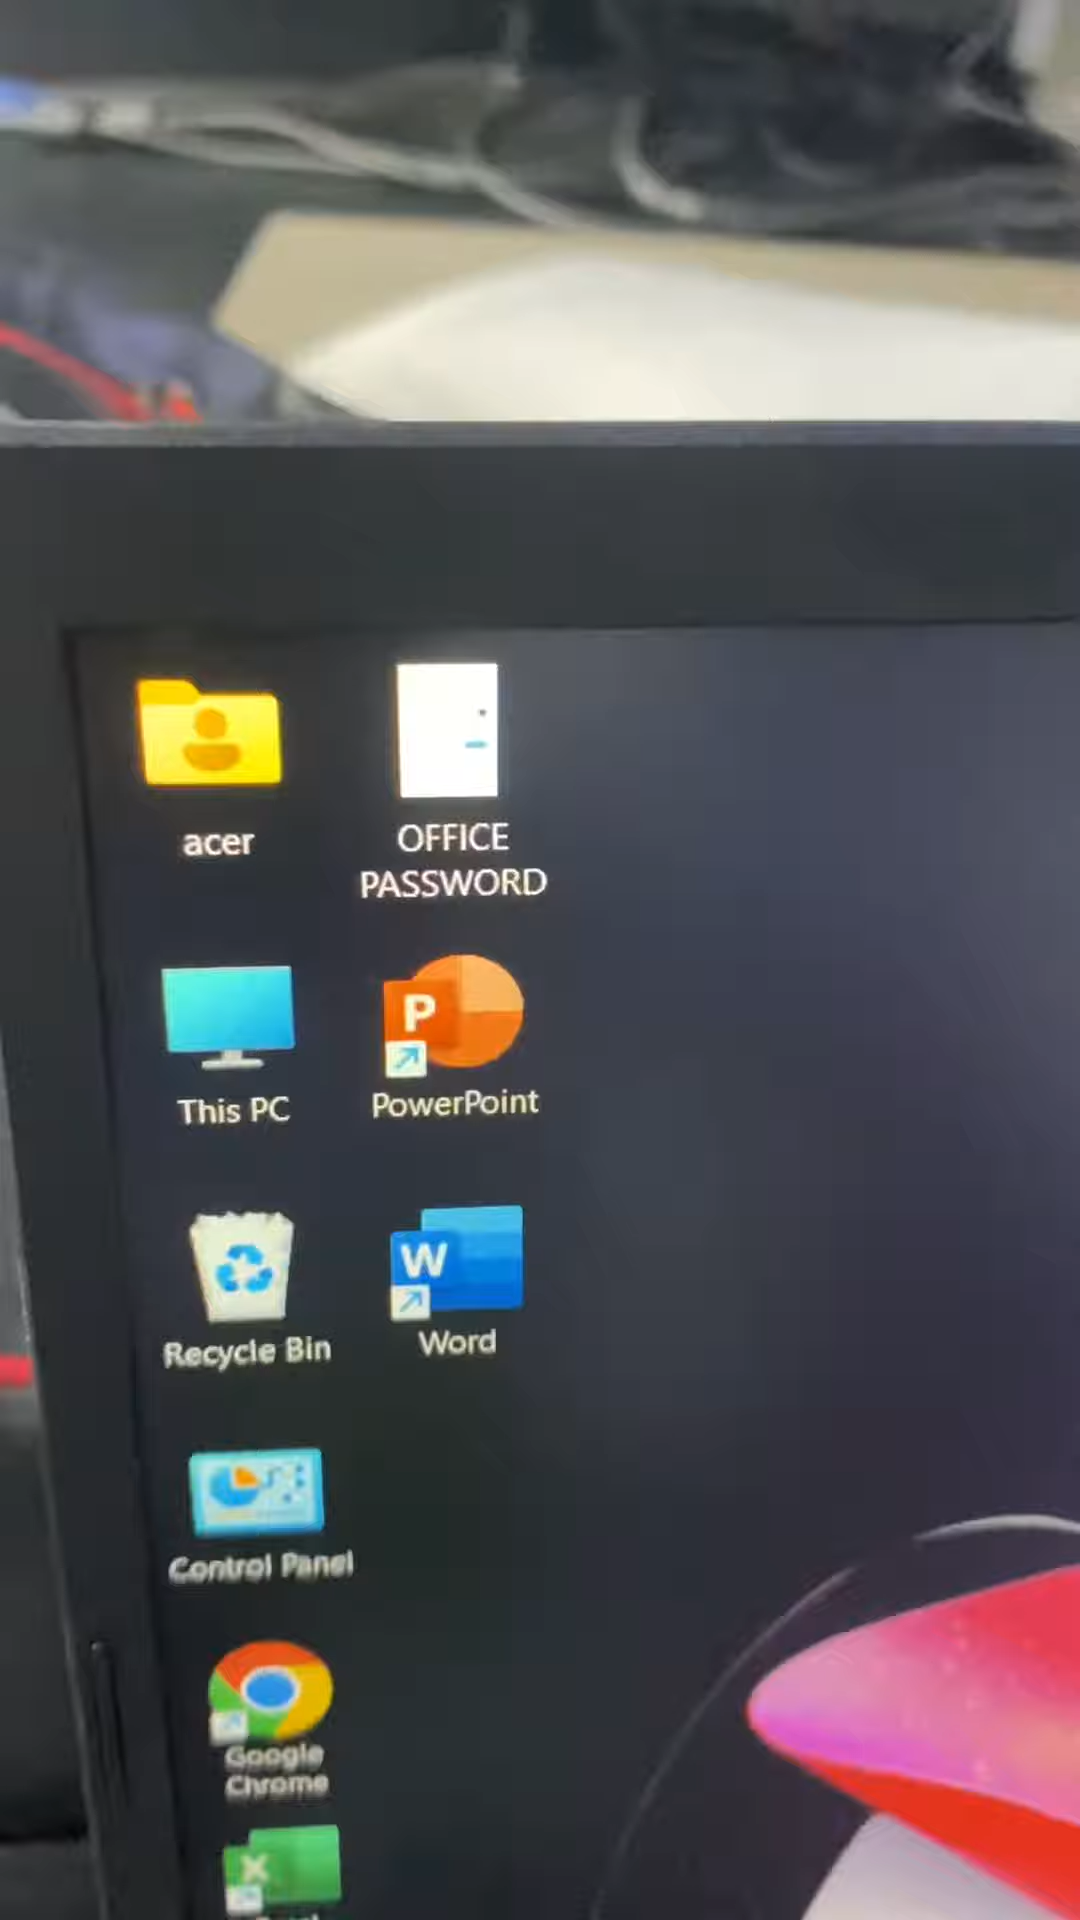 acer
OFFICE
PASSWORD
This PC
P
PowerPoint
Recycle Bin
W
Word
Control Panel
Google
Chrome
X